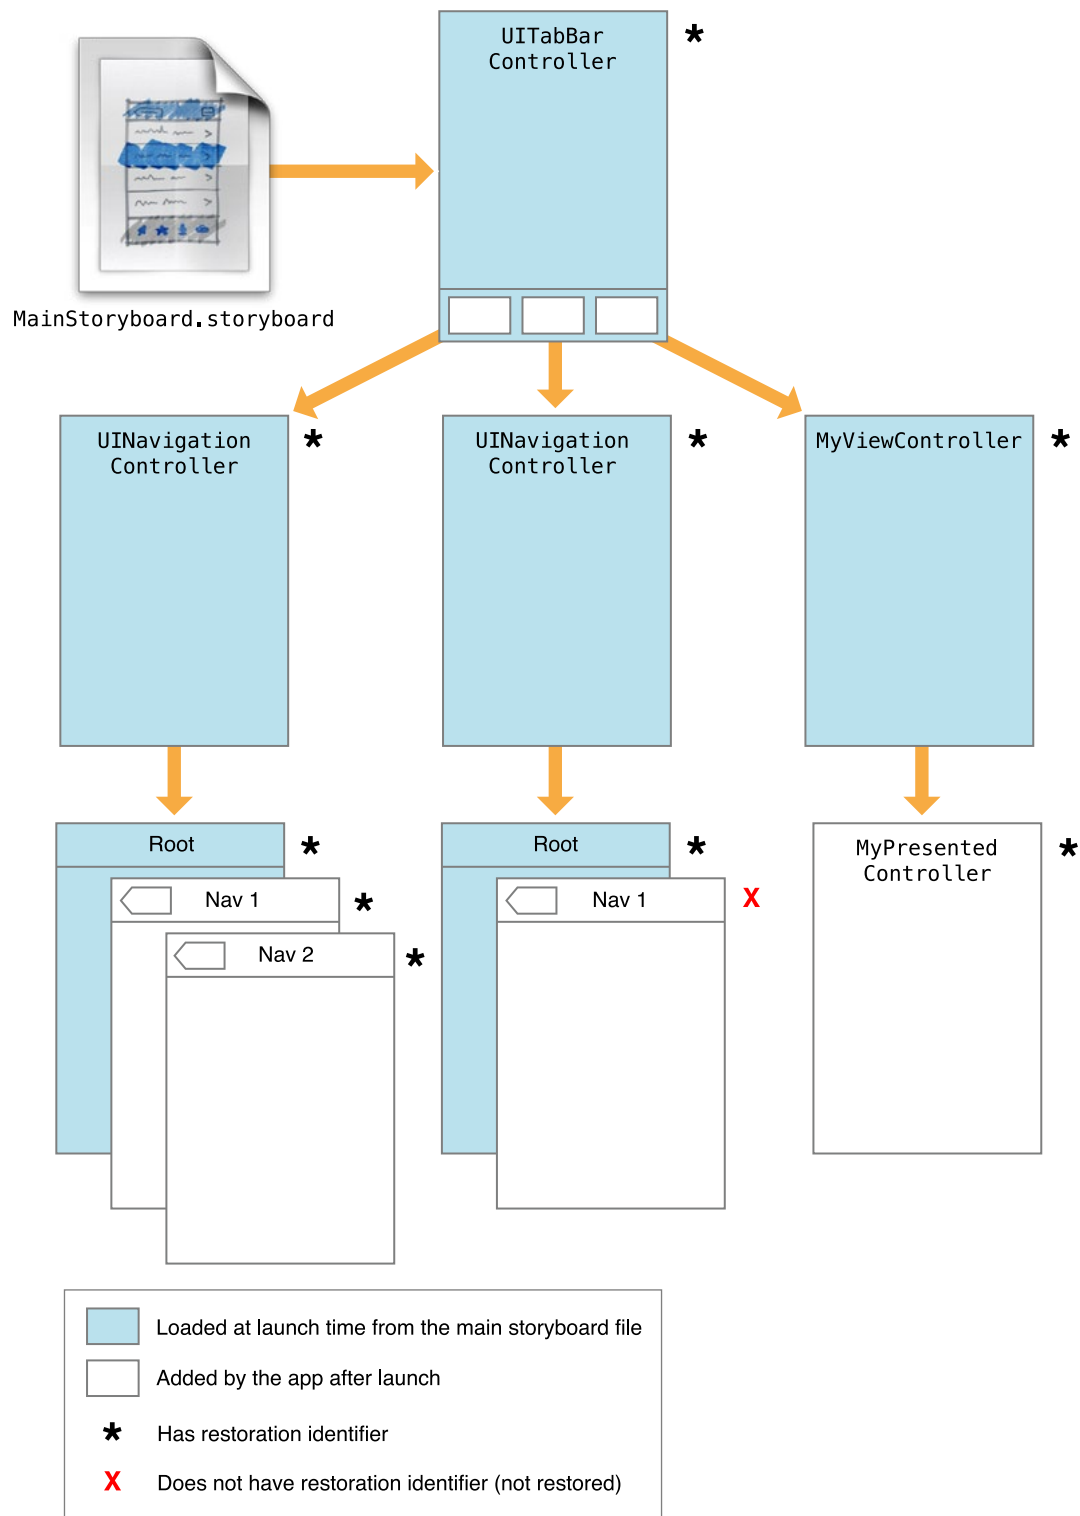 UITabBar
Controller
*
MainStoryboard.storyboard
UINavigation
Controller
*
UINavigation
Controller
*
MyViewController
*
Root
*
Nav 1
*
Nav 2
*
Root
*
Nav 1
X
MyPresented
Controller
*
Loaded at launch time from the main storyboard file
Added by the app after launch
* Has restoration identifier
X Does not have restoration identifier (not restored)